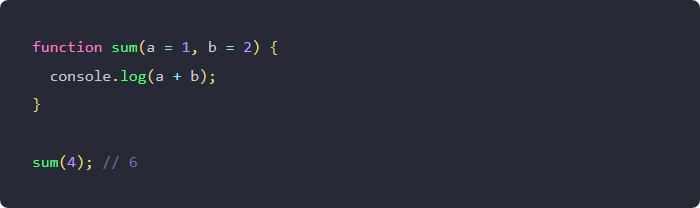 function sum(a = 1, b = 2) {
  console.log(a + b);
}

sum(4); // 6